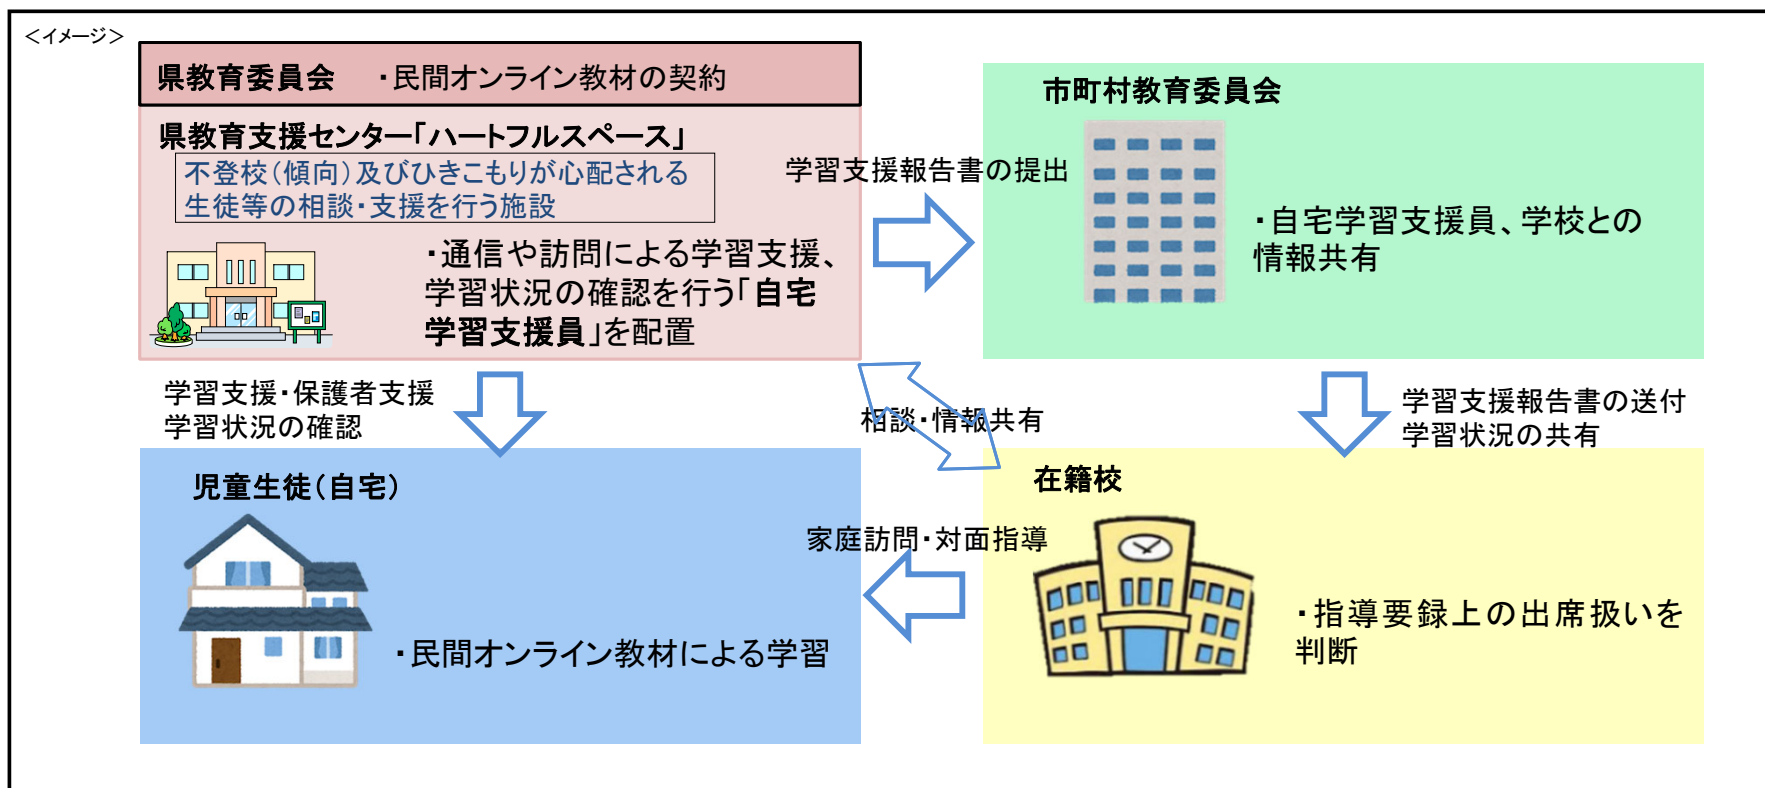 ＜イメージ＞
県教育委員会　・民間オンライン教材の契約
県教育支援センター「ハートフルスペース」
不登校（傾向）及びひきこもりが心配される
生徒等の相談・支援を行う施設
・通信や訪問による学習支援、
学習状況の確認を行う「自宅
学習支援員」を配置
学習支援報告書の提出
市町村教育委員会
・自宅学習支援員、学校との
情報共有
学習支援・保護者支援
学習状況の確認
相談・情報共有
学習支援報告書の送付
学習状況の共有
児童生徒（自宅）
・民間オンライン教材による学習
家庭訪問・対面指導
在籍校
・指導要録上の出席扱いを
判断